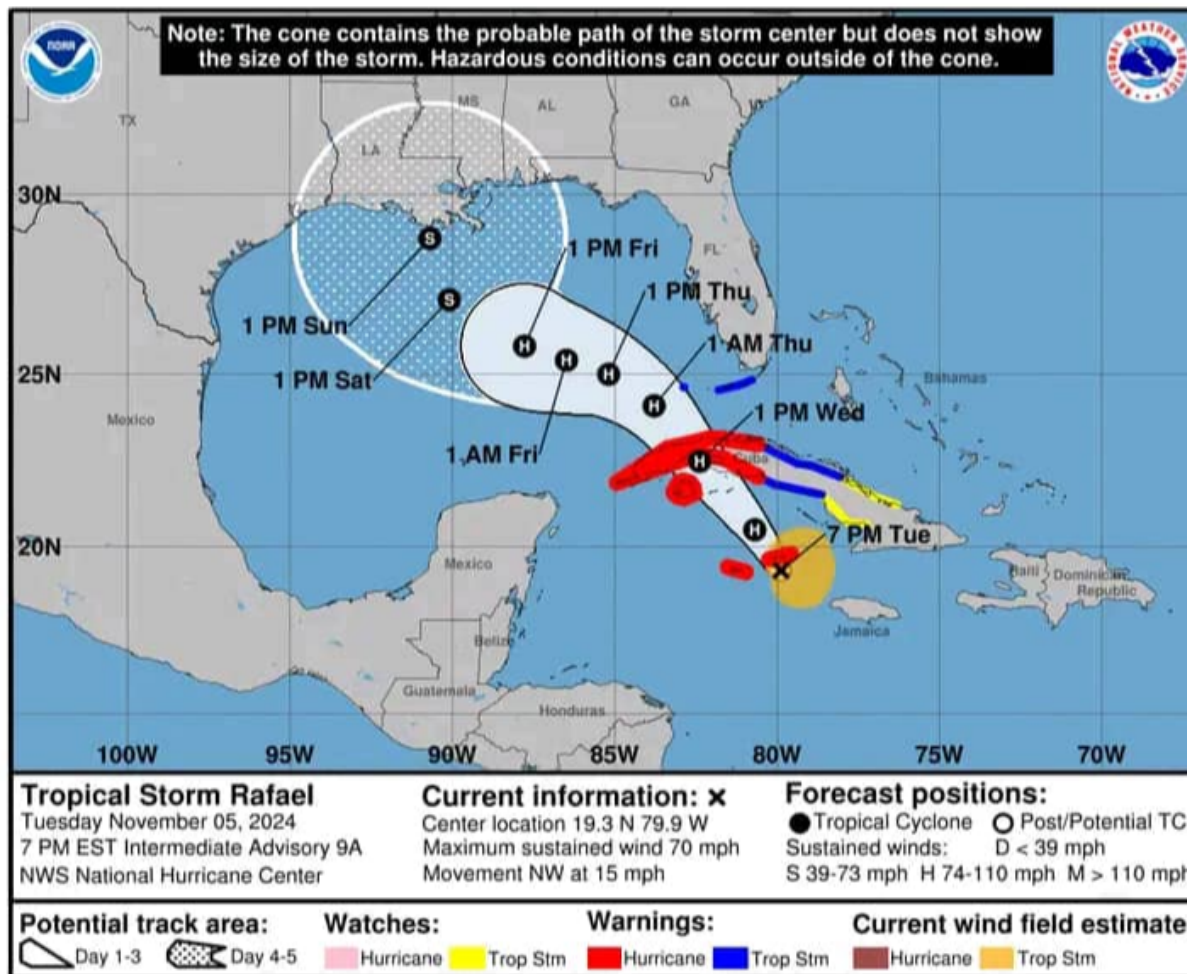 Note: The cone contains the probable path of the storm center but does not show
the size of the storm. Hazardous conditions can occur outside of the cone.
NOAA
NATIONAL WEATHER SERVICE
TX
LA
MS
AL
GA
FL
30N
25N
20N
1 PM Fri
1 PM Thu
1 AM Thu
1 PM Wed
7 PM Tue
1 PM Sun
1 PM Sat
1 AM Fri
S
S
H
H
H
H
H
H
Bahamas
Cuba
Mexico
Mexico
Belize
Guatemala
Honduras
Jamaica
Haiti
Dominican
Republic
100W 95W 90W 85W 80W 75W 70W
Tropical Storm Rafael
Tuesday November 05, 2024
7 PM EST Intermediate Advisory 9A
NWS National Hurricane Center
Current information: x
Center location 19.3 N 79.9 W
Maximum sustained wind 70 mph
Movement NW at 15 mph
Forecast positions:
Tropical Cyclone Post/Potential TC
Sustained winds: D < 39 mph
S 39-73 mph H 74-110 mph M > 110 mph
Potential track area:
Day 1-3 Day 4-5
Watches:
Hurricane Trop Stm
Warnings:
Hurricane Trop Stm
Current wind field estimate
Hurricane Trop Stm